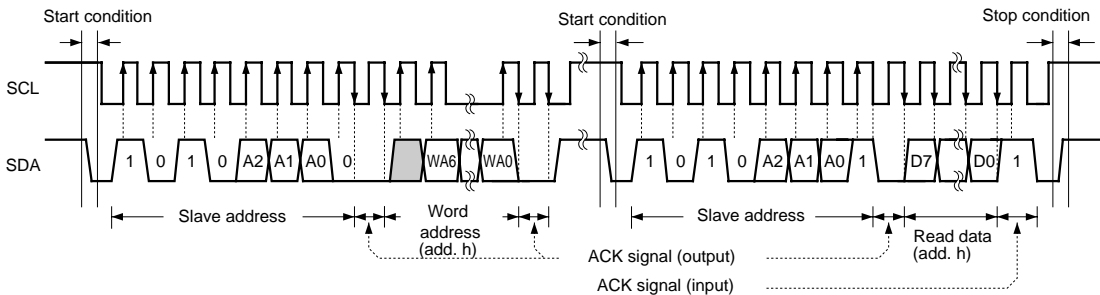 Start condition Start condition Stop condition
SCL
SDA 1 0 1 0 A2 A1 A0 0 WA6 WA0 1 0 1 0 A2 A1 A0 1 D7 D0 1
Slave address Word address (add. h) Slave address Read data (add. h)
ACK signal (output)
ACK signal (input)